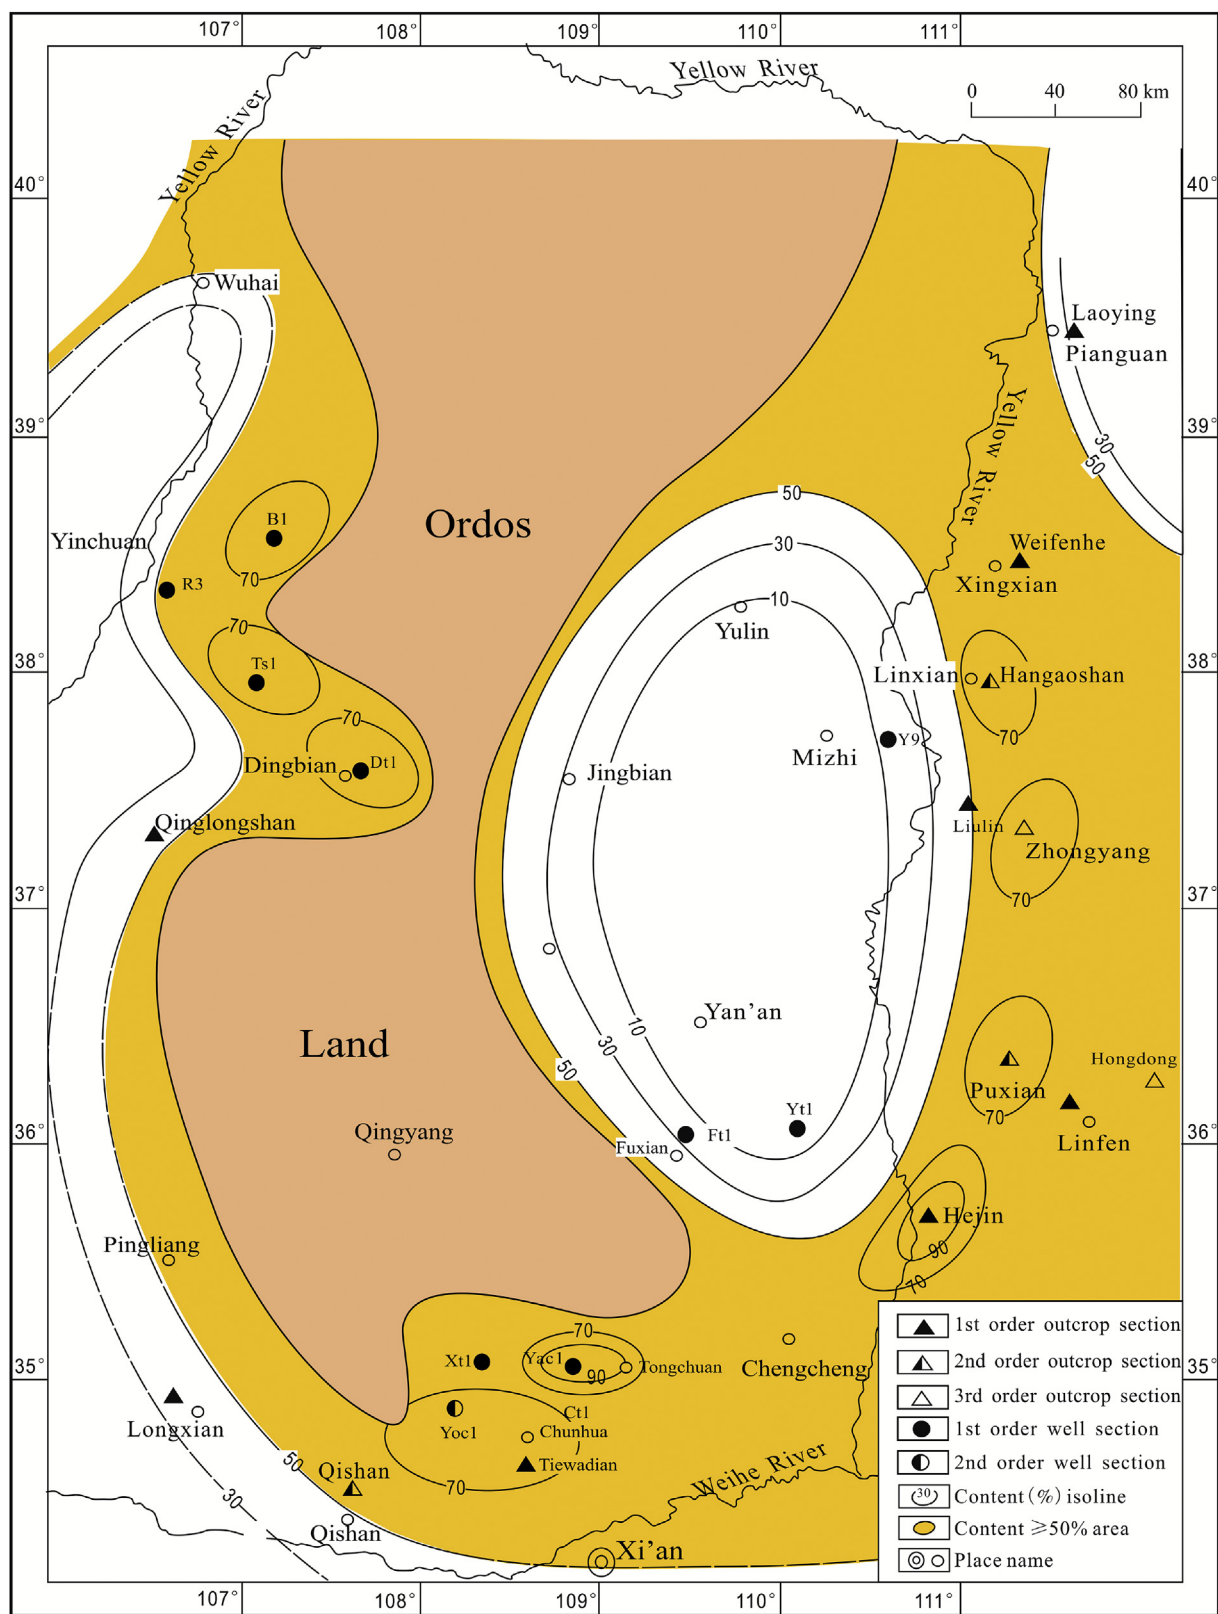 107° 108° 109° 110° 111°
Yellow River
0 40 80 km
Yellow River
40° 40°
Wuhai
Laoying
Pianguan
39° 39°
30
50
Yellow River
50
Ordos
B1
70
Yinchuan
30
Weifenhe
Xingxian
R3
10
70
Yulin
Ts1
38° 38°
Linxian
Hangaoshan
70
70
Y9
Mizhi
Dingbian
Dt1
Jingbian
Qinglongshan
Liulin
Zhongyang
37° 37°
70
Yan'an
10
30
50
Land
Hongdong
Puxian
70
Yt1
Ft1
Qingyang
36° 36°
Fuxian
Linfen
Hejin
90
70
Pingliang
70
Xt1
Yac1
90
Tongchuan
Chengcheng
35° 35°
Ct1
Yoc1
Chunhua
Longxian
Tiewadian
50
Qishan
70
30
Weihe River
Qishan
Xi'an
1st order outcrop section
2nd order outcrop section
3rd order outcrop section
1st order well section
2nd order well section
30
Content (%) isoline
Content ≥50% area
Place name
107° 108° 109° 110° 111°